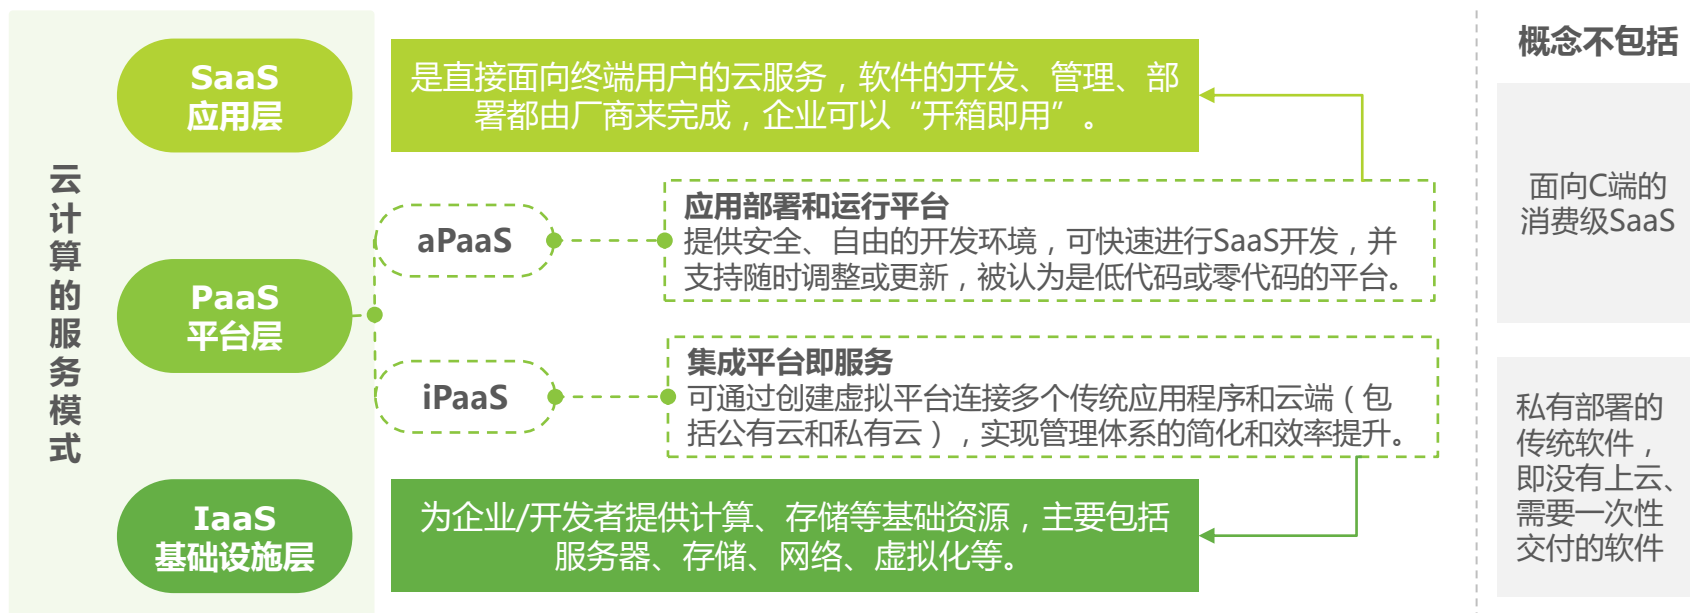 云计算的服务模式
SaaS
应用层
是直接面向终端用户的云服务，软件的开发、管理、部
署都由厂商来完成，企业可以“开箱即用”。
PaaS
平台层
aPaaS
应用部署和运行平台
提供安全、自由的开发环境，可快速进行SaaS开发，并
支持随时调整或更新，被认为是低代码或零代码的平台。
iPaaS
集成平台即服务
可通过创建虚拟平台连接多个传统应用程序和云端（包
括公有云和私有云），实现管理体系的简化和效率提升。
IaaS
基础设施层
为企业/开发者提供计算、存储等基础资源，主要包括
服务器、存储、网络、虚拟化等。
概念不包括
面向C端的
消费级SaaS
私有部署的
传统软件，
即没有上云、
需要一次性
交付的软件